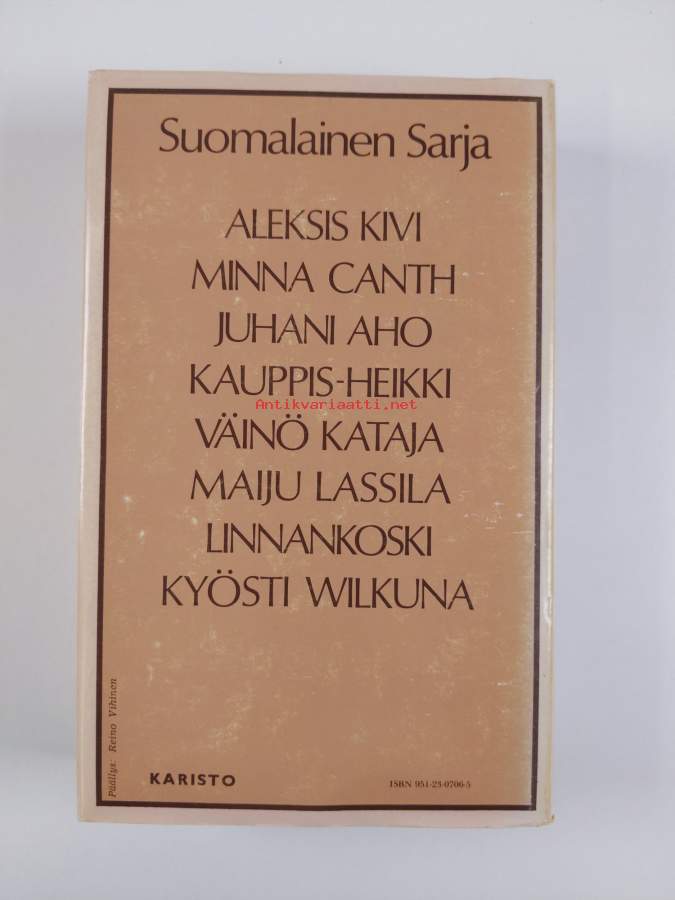 Suomalainen Sarja
ALEKSIS KIVI
MINNA CANTH
JUHANI AHO
KAUPPIS-HEIKKI
Antikvariaatti.net
VÄINÖ KATAJA
MAIJU LASSILA
LINNANKOSKI
KYÖSTI WILKUNA
Päällys: Reino Vihinen
KARISTO
ISBN 951-23-0706-5